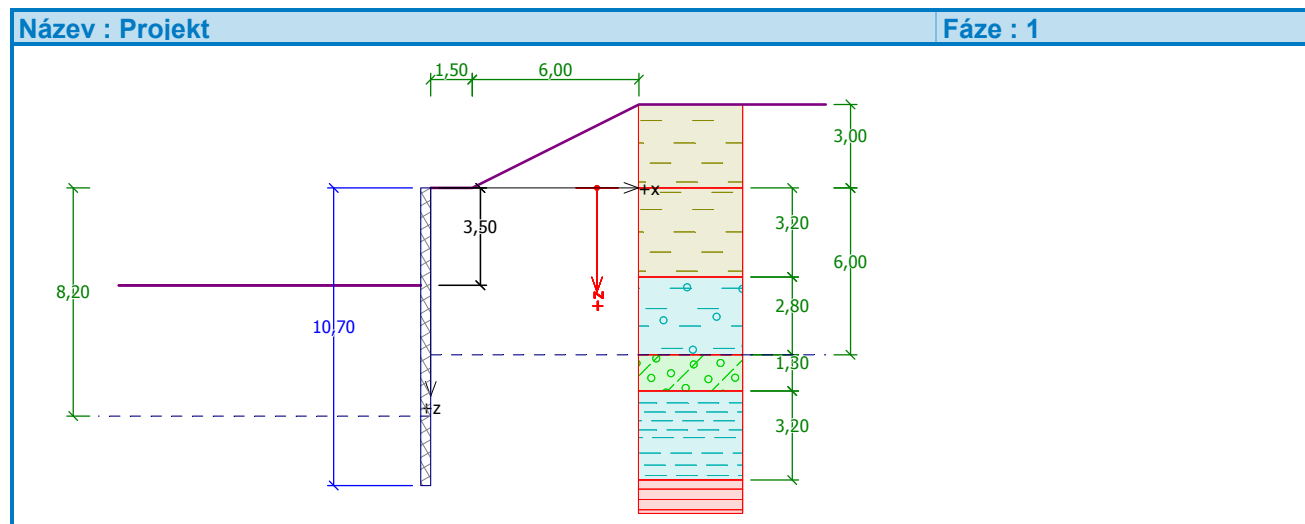 Název : Projekt Fáze : 1
1,50 6,00
3,00
+x
3,50 3,20
6,00
8,20 +z
2,80
10,70
1,30
+z
3,20